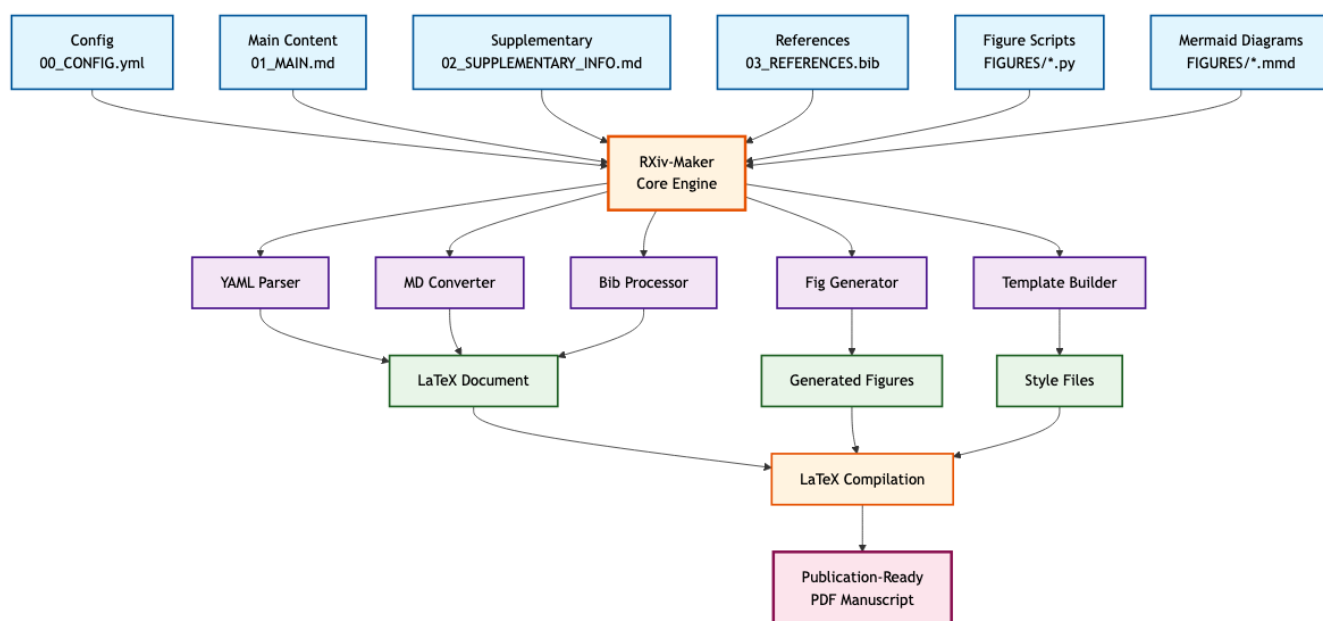 Config
00_CONFIG.yml
Main Content
01_MAIN.md
Supplementary
02_SUPPLEMENTARY_INFO.md
References
03_REFERENCES.bib
Figure Scripts
FIGURES/*.py
Mermaid Diagrams
FIGURES/*.mmd
RXiv-Maker
Core Engine
YAML Parser
MD Converter
Bib Processor
Fig Generator
Template Builder
LaTeX Document
Generated Figures
Style Files
LaTeX Compilation
Publication-Ready
PDF Manuscript